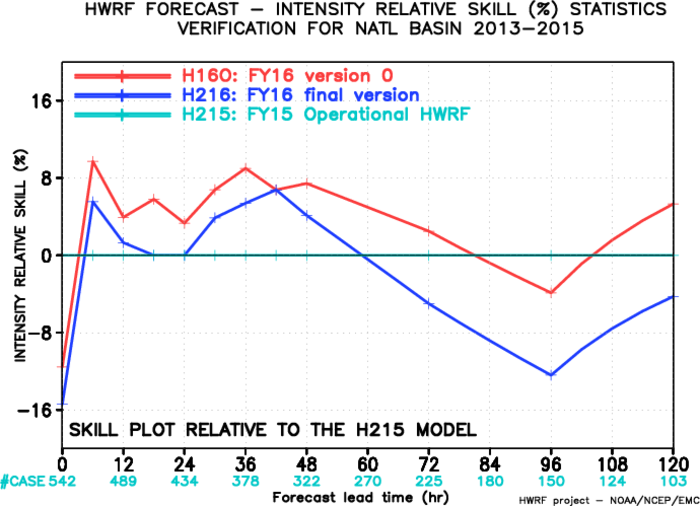 HWRF FORECAST – INTENSITY RELATIVE SKILL (%) STATISTICS
VERIFICATION FOR NATL BASIN 2013–2015
H16O: FY16 version 0
H216: FY16 final version
H215: FY15 Operational HWRF
INTENSITY RELATIVE SKILL (%)
16
8
0
–8
–16
SKILL PLOT RELATIVE TO THE H215 MODEL
0 12 24 36 48 60 72 84 96 108 120
#CASE 542 489 434 378 322 270 225 180 150 124 103
Forecast lead time (hr)
HWRF project – NOAA/NCEP/EMC